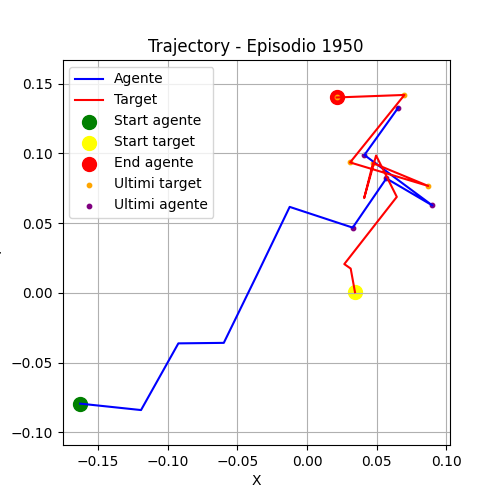 Trajectory - Episodio 1950
Agente
Target
Start agente
Start target
End agente
Ultimi target
Ultimi agente
0.15
0.10
0.05
0.00
−0.05
−0.10
−0.15
−0.10
−0.05
0.00
0.05
0.10
X